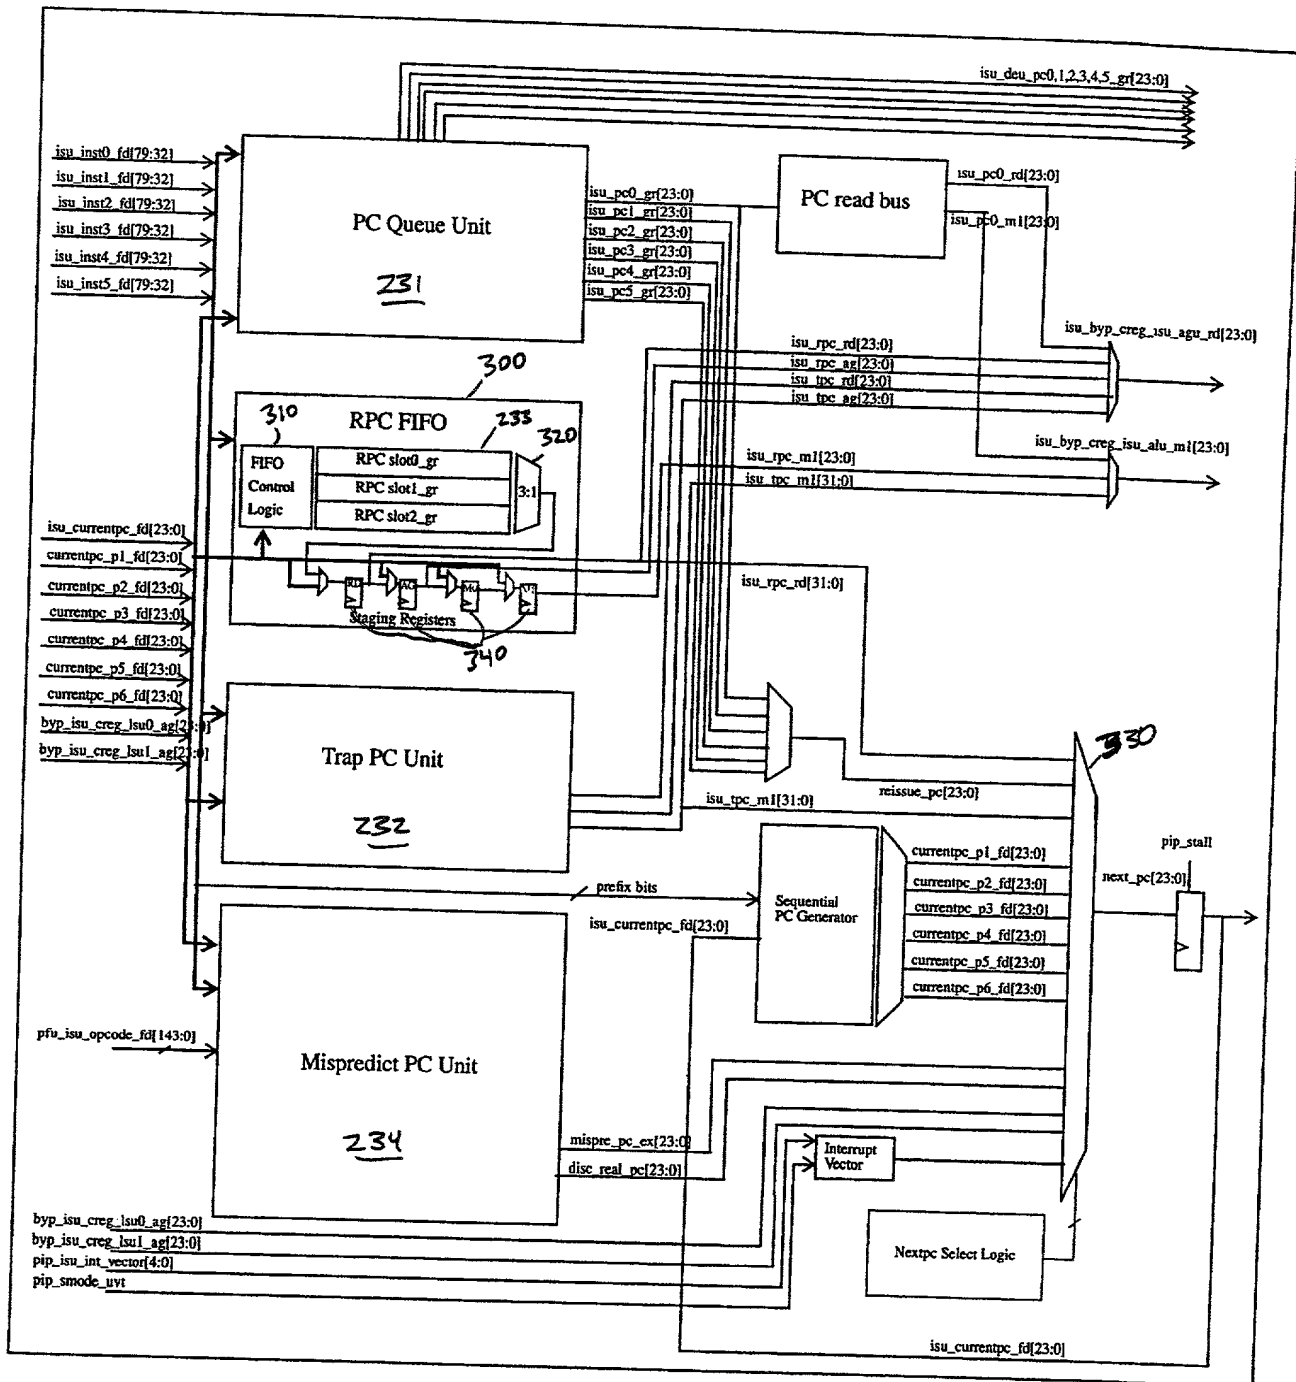 isu_deu_pc0,1,2,3,4,5_gr[23:0]
isu_inst0_fd[79:32]
isu_inst1_fd[79:32]
isu_inst2_fd[79:32]
isu_inst3_fd[79:32]
isu_inst4_fd[79:32]
isu_inst5_fd[79:32]
PC Queue Unit
231
isu_pc0_gr[23:0]
isu_pc1_gr[23:0]
isu_pc2_gr[23:0]
isu_pc3_gr[23:0]
isu_pc4_gr[23:0]
isu_pc5_gr[23:0]
PC read bus
isu_pc0_rd[23:0]
isu_pc0_m1[23:0]
isu_byp_creg_isu_agu_rd[23:0]
isu_rpc_rd[23:0]
isu_rpc_ag[23:0]
isu_tpc_rd[23:0]
isu_tpc_ag[23:0]
isu_byp_creg_isu_alu_m1[23:0]
isu_rpc_m1[23:0]
isu_tpc_m1[31:0]
300
310
RPC FIFO
233
320
FIFO
Control
Logic
RPC slot0_gr
RPC slot1_gr
RPC slot2_gr
3:1
RD
AG
Staging Registers
340
isu_rpc_rd[31:0]
isu_currentpc_fd[23:0]
currentpc_p1_fd[23:0]
currentpc_p2_fd[23:0]
currentpc_p3_fd[23:0]
currentpc_p4_fd[23:0]
currentpc_p5_fd[23:0]
currentpc_p6_fd[23:0]
byp_isu_creg_lsu0_ag[23:0]
byp_isu_creg_lsu1_ag[23:0]
Trap PC Unit
232
330
reissue_pc[23:0]
isu_tpc_m1[31:0]
prefix bits
isu_currentpc_fd[23:0]
Sequential
PC Generator
currentpc_p1_fd[23:0]
currentpc_p2_fd[23:0]
currentpc_p3_fd[23:0]
currentpc_p4_fd[23:0]
currentpc_p5_fd[23:0]
currentpc_p6_fd[23:0]
pip_stall
next_pc[23:0]
pfu_isu_opcode_fd[143:0]
Mispredict PC Unit
234
mispre_pc_ex[23:0]
disc_real_pc[23:0]
Interrupt
Vector
byp_isu_creg_lsu0_ag[23:0]
byp_isu_creg_lsu1_ag[23:0]
pip_isu_int_vector[4:0]
pip_smode_uvt
Nextpc Select Logic
isu_currentpc_fd[23:0]